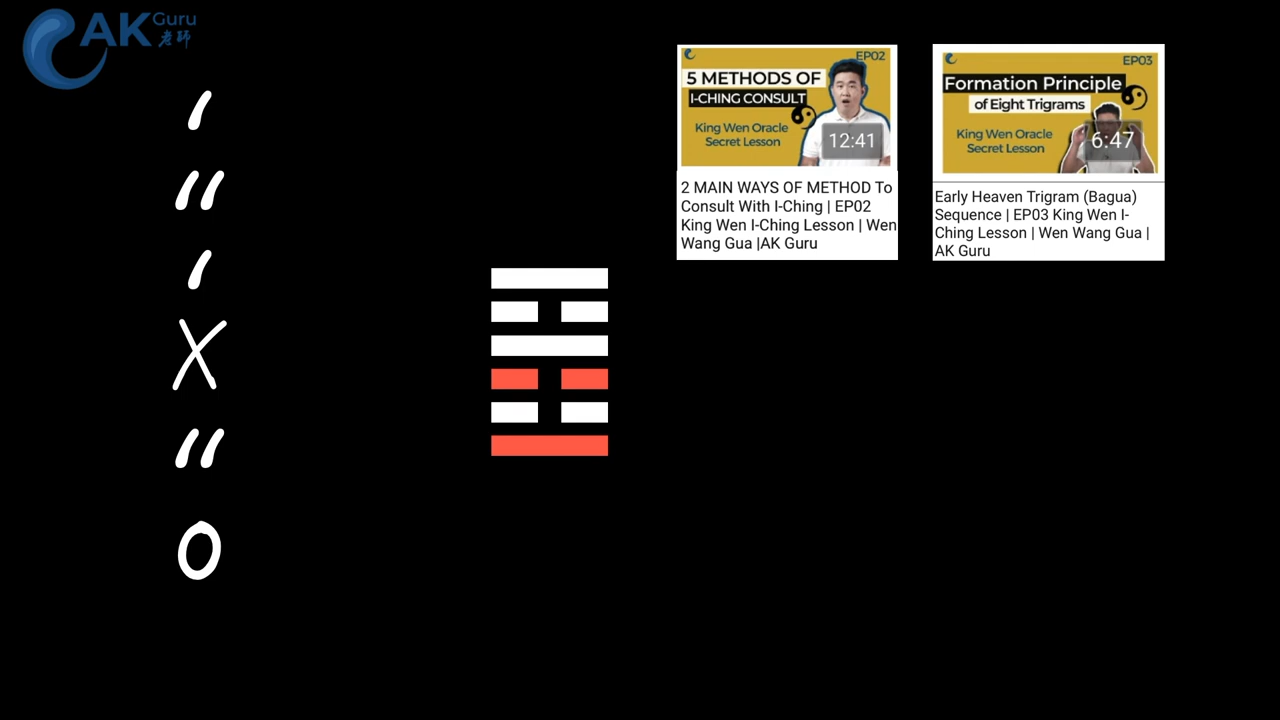 AK Guru
老師
EP02
5 METHODS OF
I-CHING CONSULT
King Wen Oracle
Secret Lesson
12:41
2 MAIN WAYS OF METHOD To
Consult With I-Ching | EP02
King Wen I-Ching Lesson | Wen
Wang Gua |AK Guru
EP03
Formation Principle
of Eight Trigrams
King Wen Oracle
Secret Lesson
6:47
Early Heaven Trigram (Bagua)
Sequence | EP03 King Wen I-
Ching Lesson | Wen Wang Gua |
AK Guru
X
O